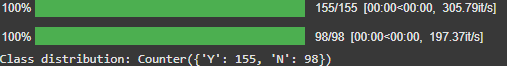 100% 155/155 [00:00<00:00, 305.79it/s]
100% 98/98 [00:00<00:00, 197.37it/s]
Class distribution: Counter({'Y': 155, 'N': 98})